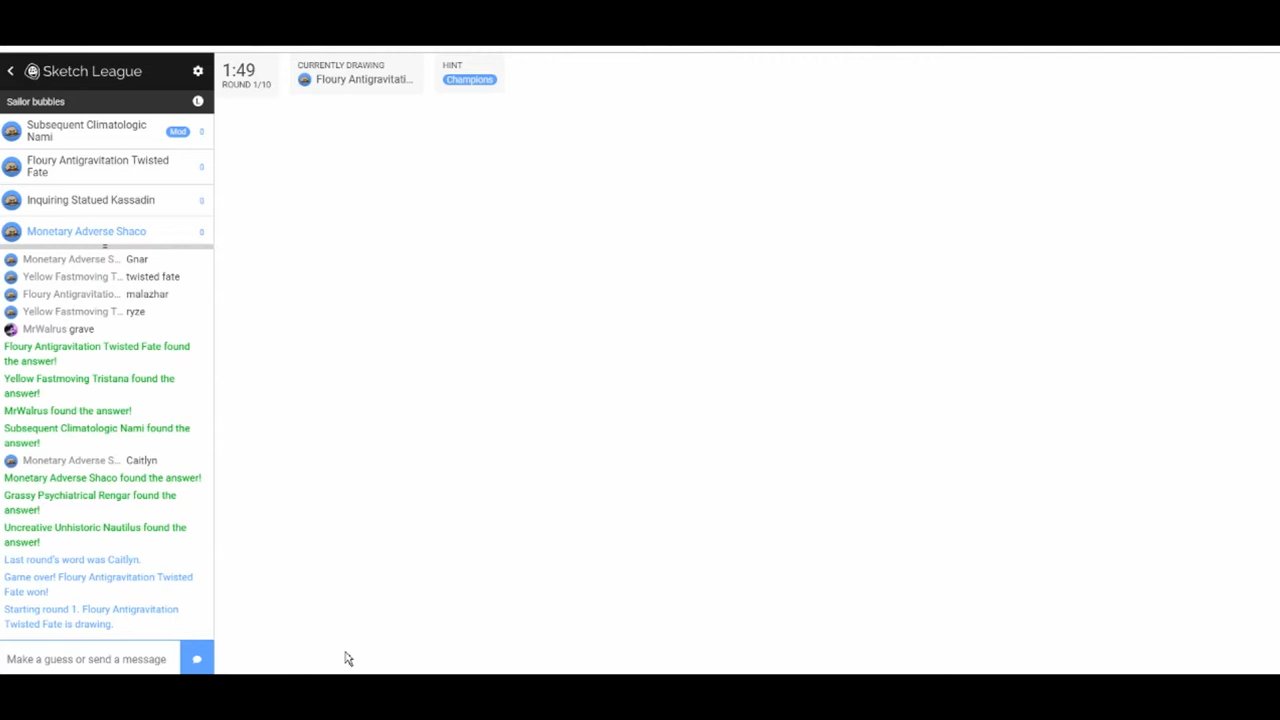 Sketch League
1:49
ROUND 1/10
CURRENTLY DRAWING
Floury Antigravitati...
HINT
Champions
Sailor bubbles
L
Subsequent Climatologic
Nami
Mod
0
Floury Antigravitation Twisted
Fate
0
Inquiring Statued Kassadin
0
Monetary Adverse Shaco
0
Monetary Adverse S... Gnar
Yellow Fastmoving T... twisted fate
Floury Antigravitatio... malazhar
Yellow Fastmoving T... ryze
MrWalrus grave
Floury Antigravitation Twisted Fate found
the answer!
Yellow Fastmoving Tristana found the
answer!
MrWalrus found the answer!
Subsequent Climatologic Nami found the
answer!
Monetary Adverse S... Caitlyn
Monetary Adverse Shaco found the answer!
Grassy Psychiatrical Rengar found the
answer!
Uncreative Unhistoric Nautilus found the
answer!
Last round's word was Caitlyn.
Game over! Floury Antigravitation Twisted
Fate won!
Starting round 1. Floury Antigravitation
Twisted Fate is drawing.
Make a guess or send a message